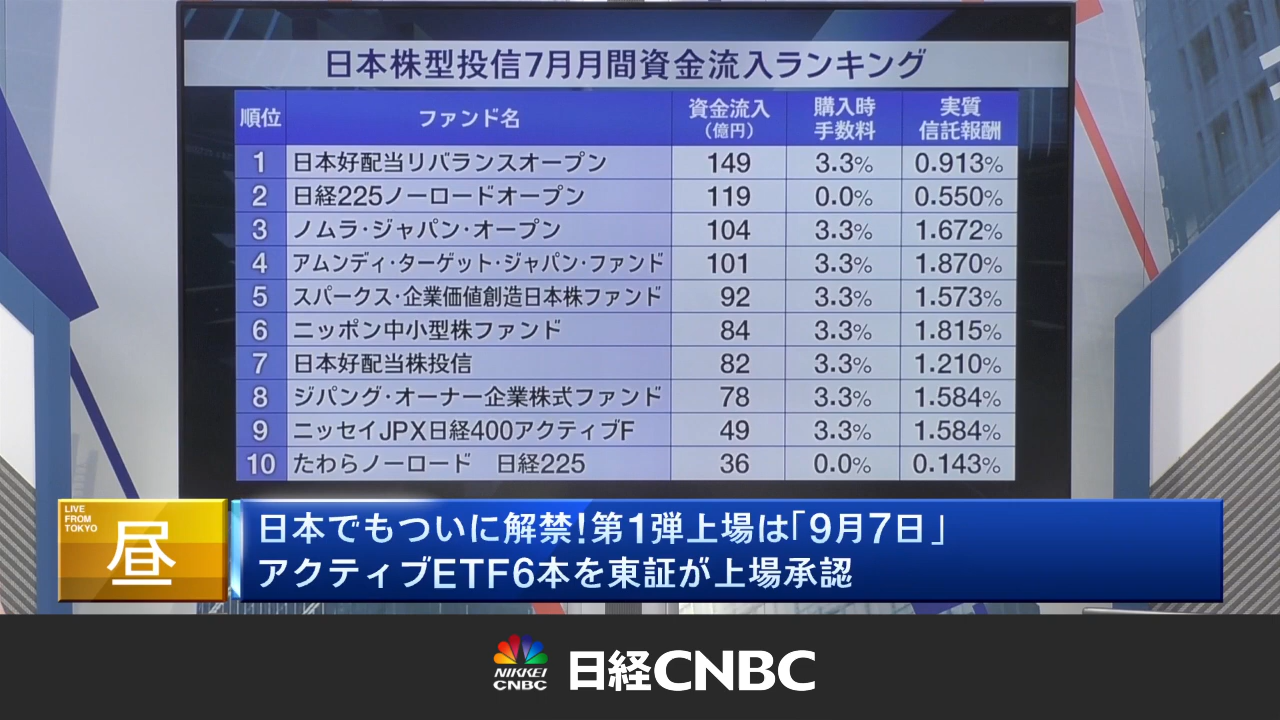 日本株型投信7月月間資金流入ランキング
順位 ファンド名 資金流入(億円) 購入時手数料 実質信託報酬
1 日本好配当リバランスオープン 149 3.3% 0.913%
2 日経225ノーロードオープン 119 0.0% 0.550%
3 ノムラ・ジャパン・オープン 104 3.3% 1.672%
4 アムンディ・ターゲット・ジャパン・ファンド 101 3.3% 1.870%
5 スパークス・企業価値創造日本株ファンド 92 3.3% 1.573%
6 ニッポン中小型株ファンド 84 3.3% 1.815%
7 日本好配当株投信 82 3.3% 1.210%
8 ジパング・オーナー企業株式ファンド 78 3.3% 1.584%
9 ニッセイJPX日経400アクティブF 49 3.3% 1.584%
10 たわらノーロード 日経225 36 0.0% 0.143%
LIVE
FROM
TOKYO
昼
日本でもついに解禁!第1弾上場は「9月7日」
アクティブETF6本を東証が上場承認
NIKKEI
CNBC
日経CNBC